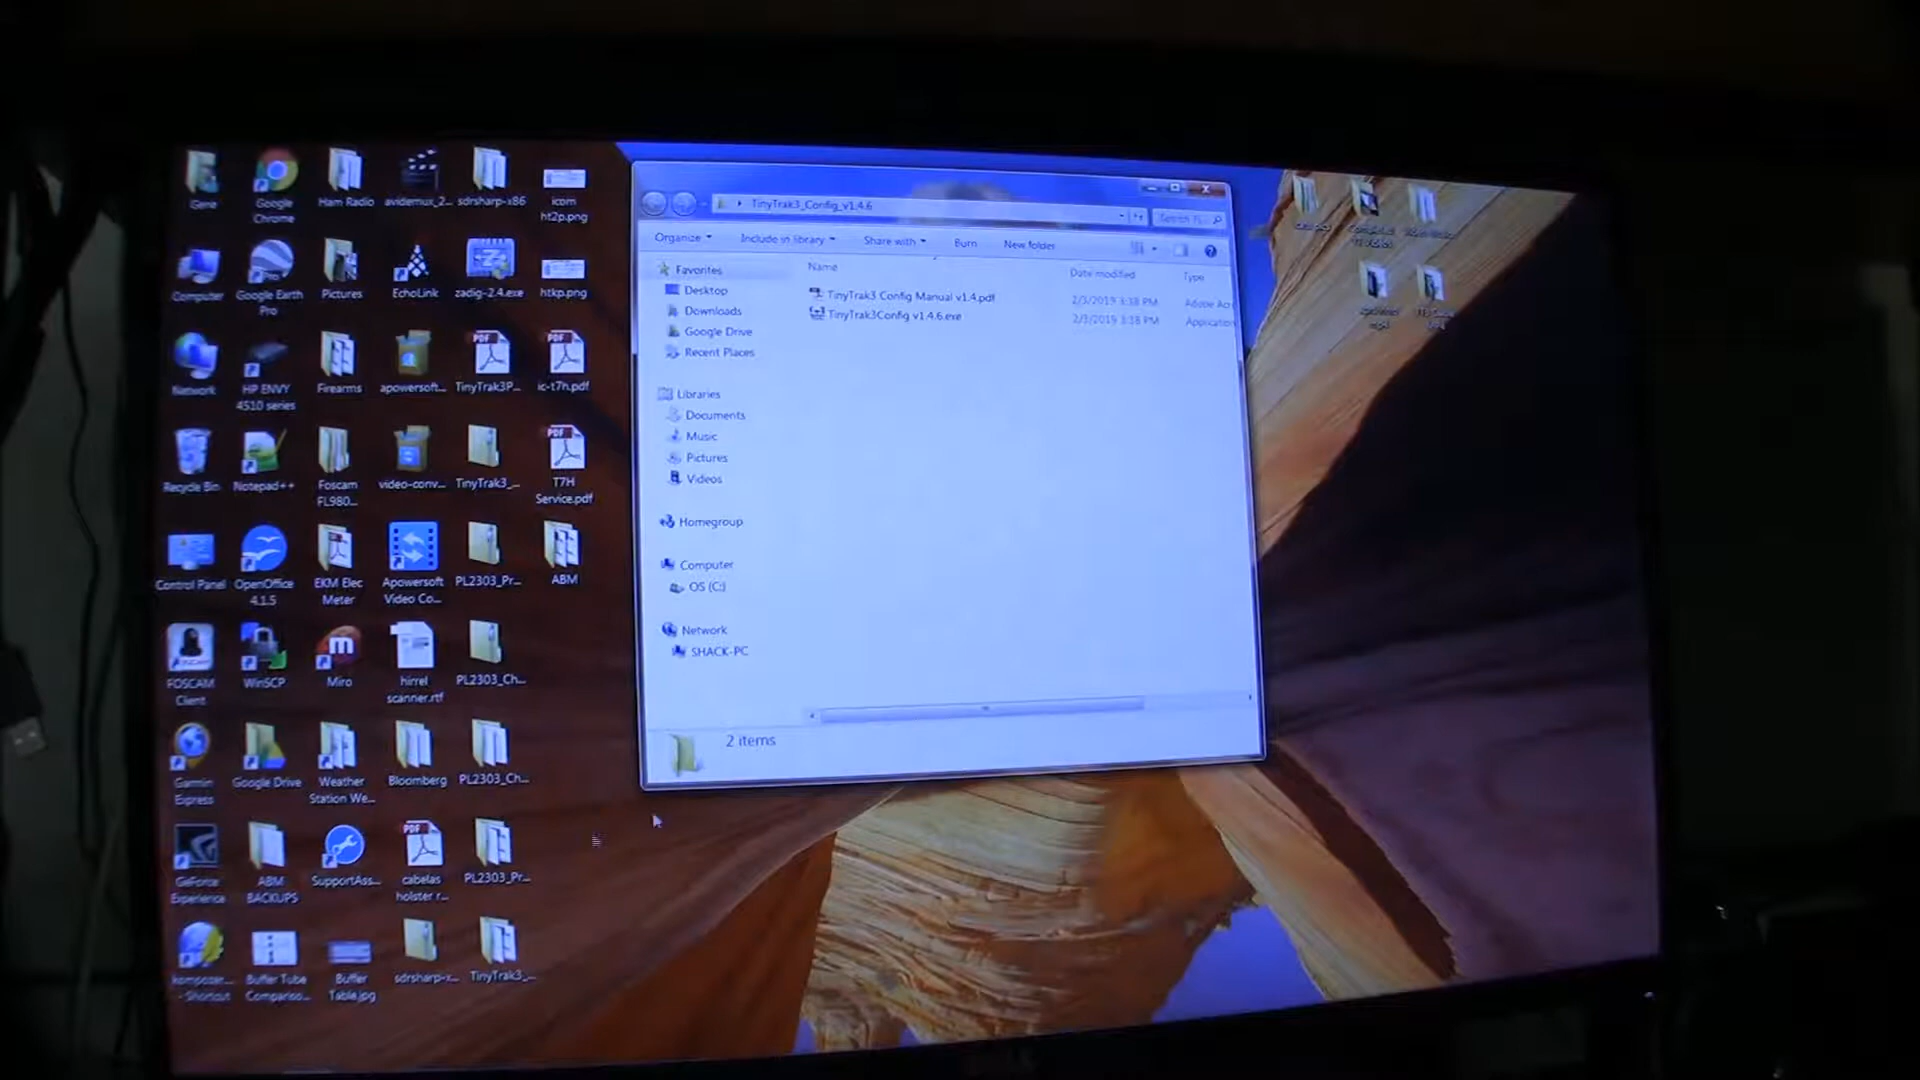 Gene
Google
Chrome
Ham Radio
avidemux_2...
sdrsharp-x86
icom
ht2p.png
Computer
Google Earth
Pro
Pictures
EchoLink
zadig-2.4.exe
htkp.png
Network
HP ENVY
4510 series
Firearms
apowersoft...
TinyTrak3P...
ic-t7h.pdf
Recycle Bin
Notepad++
Foscam
FL980...
video-conv...
TinyTrak3_...
T7H
Service.pdf
Control Panel
OpenOffice
4.1.5
EKM Elec
Meter
Apowersoft
Video Co...
PL2303_Pr...
ABM
FOSCAM
Client
WinSCP
Miro
hirrel
scanner.rtf
PL2303_Ch...
Garmin
Express
Google Drive
Weather
Station We...
Bloomberg
PL2303_Ch...
GeForce
Experience
ABM
BACKUPS
SupportAss...
cabelas
holster r...
PL2303_Pr...
kompozer...
- Shortcut
Buffer Tube
Compariso...
Buffer
Table.jpg
sdrsharp-x...
TinyTrak3_...
TinyTrak3_Config_v1.4.6
Organize
Include in library
Share with
Burn
New folder
Name
Date modified
Type
TinyTrak3 Config Manual v1.4.pdf
2/3/2019 3:38 PM
Adobe Acr
TinyTrak3Config v1.4.6.exe
2/3/2019 3:38 PM
Application
Favorites
Desktop
Downloads
Google Drive
Recent Places
Libraries
Documents
Music
Pictures
Videos
Homegroup
Computer
OS (C:)
Network
SHACK-PC
2 items